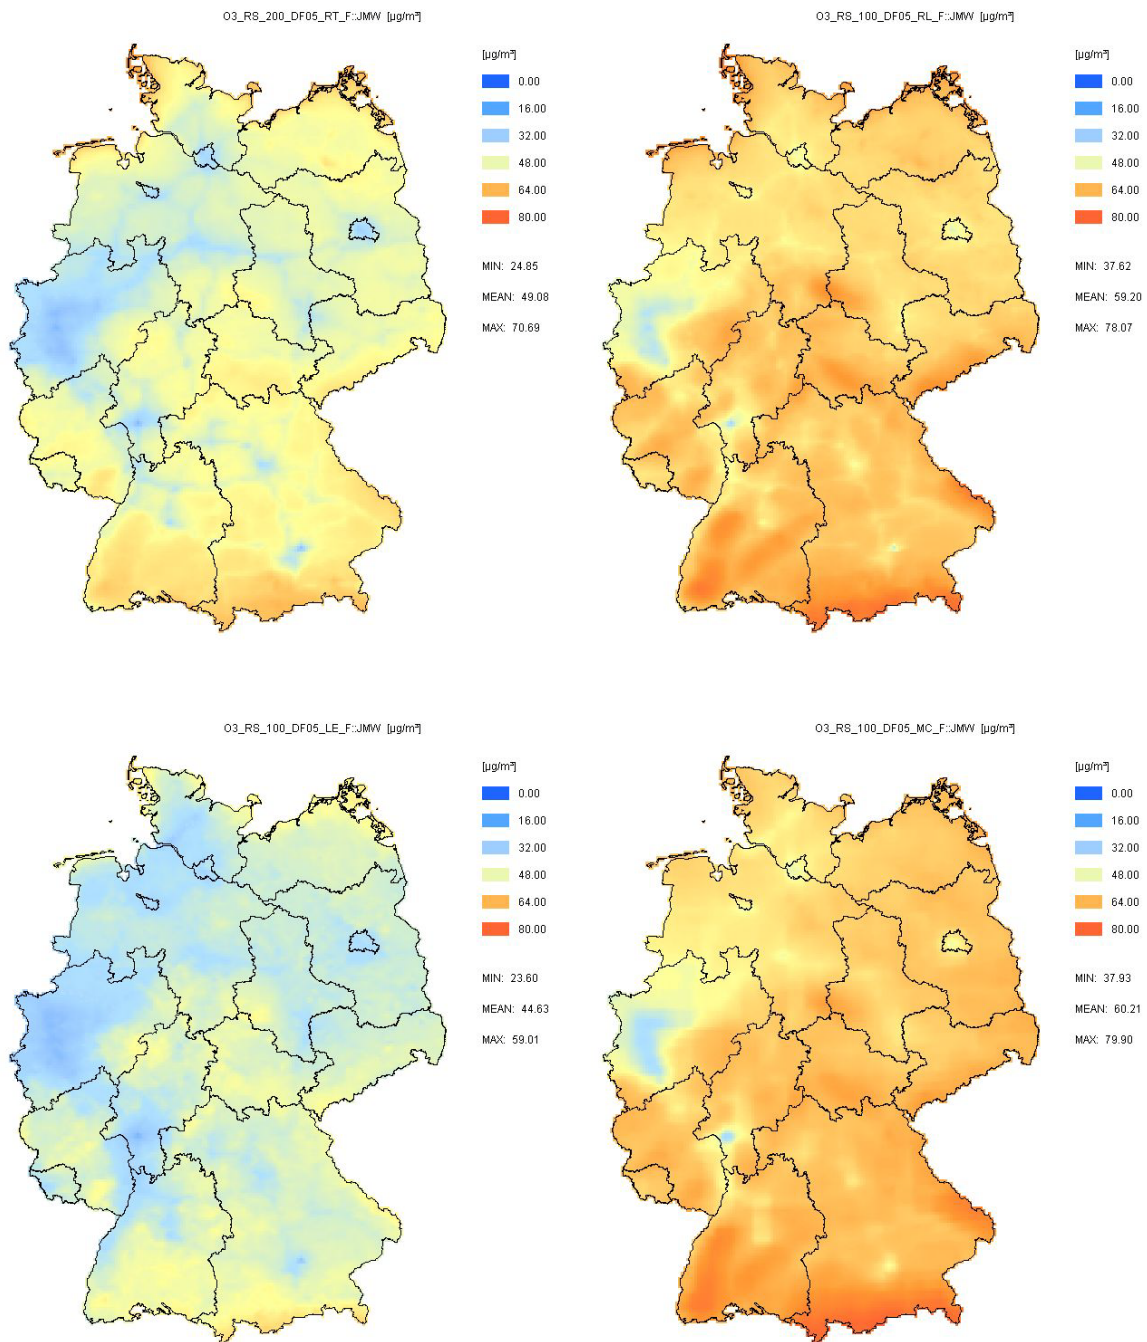 O3_RS_200_DF05_RT_F::JMW [µg/m³]
[µg/m³]
0.00
16.00
32.00
48.00
64.00
80.00
MIN: 24.85
MEAN: 49.08
MAX: 70.69
O3_RS_100_DF05_RL_F::JMW [µg/m³]
[µg/m³]
0.00
16.00
32.00
48.00
64.00
80.00
MIN: 37.62
MEAN: 59.20
MAX: 78.07
O3_RS_100_DF05_LE_F::JMW [µg/m³]
[µg/m³]
0.00
16.00
32.00
48.00
64.00
80.00
MIN: 23.60
MEAN: 44.63
MAX: 59.01
O3_RS_100_DF05_MC_F::JMW [µg/m³]
[µg/m³]
0.00
16.00
32.00
48.00
64.00
80.00
MIN: 37.93
MEAN: 60.21
MAX: 79.90